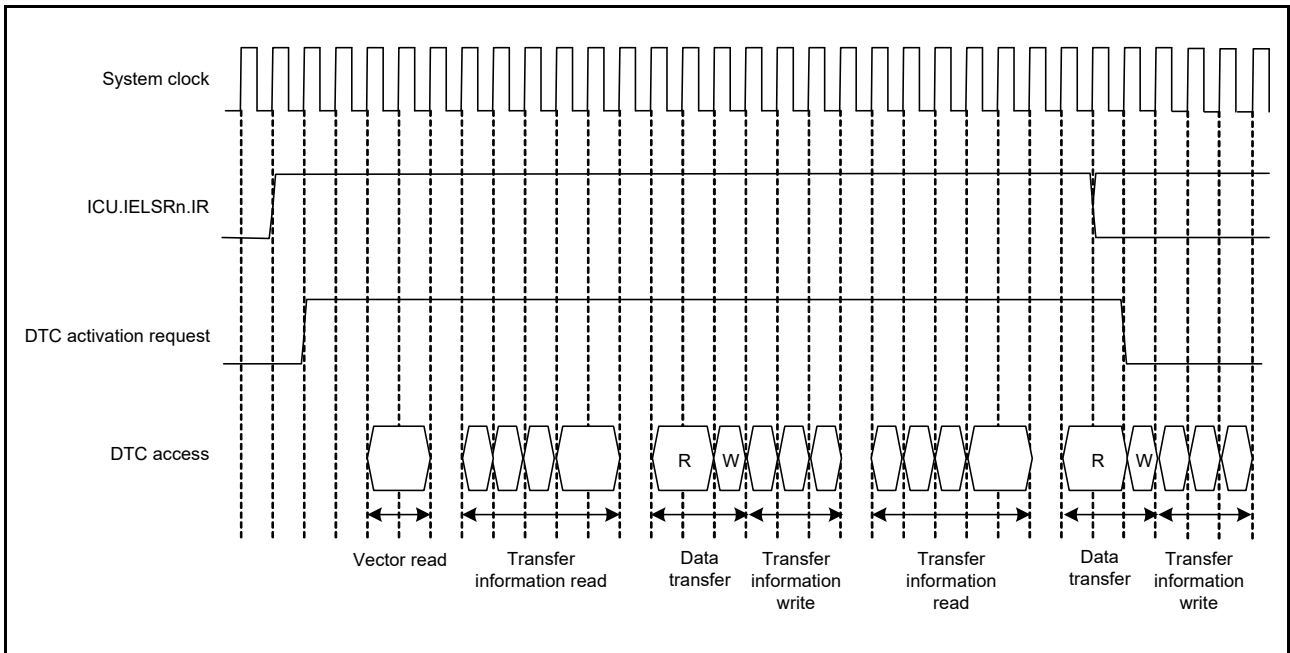 System clock
ICU.IELSRn.IR
DTC activation request
DTC access
R
W
R
W
Vector read
Transfer
information read
Data
transfer
Transfer
information
write
Transfer
information
read
Data
transfer
Transfer
information
write